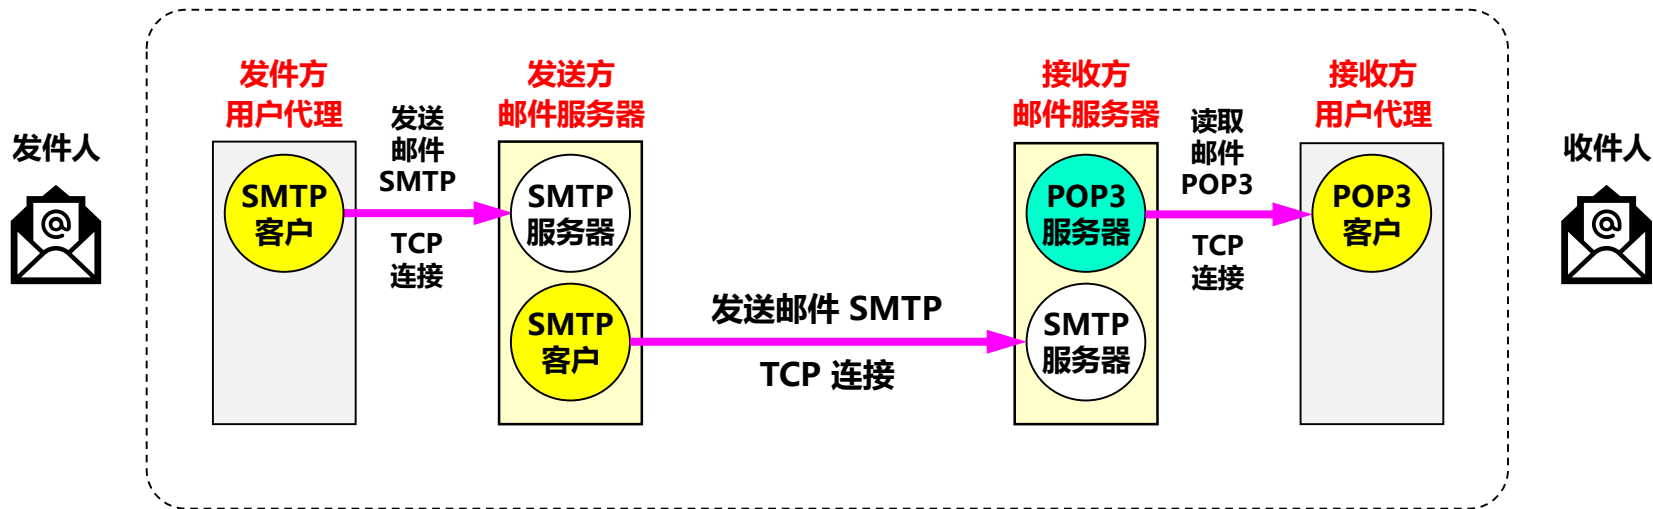 发件人
发件方
用户代理
SMTP
客户
发送
邮件
SMTP
TCP
连接
发送方
邮件服务器
SMTP
服务器
SMTP
客户
发送邮件 SMTP
TCP 连接
接收方
邮件服务器
POP3
服务器
SMTP
服务器
读取
邮件
POP3
TCP
连接
接收方
用户代理
POP3
客户
收件人